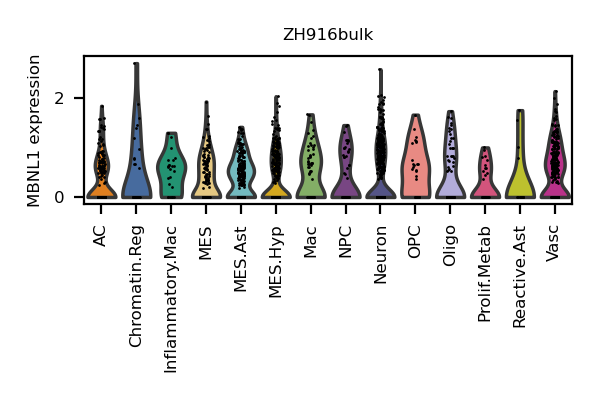 ZH916bulk
MBNL1 expression
2
0
AC
Chromatin.Reg
Inflammatory.Mac
MES
MES.Ast
MES.Hyp
Mac
NPC
Neuron
OPC
Oligo
Prolif.Metab
Reactive.Ast
Vasc